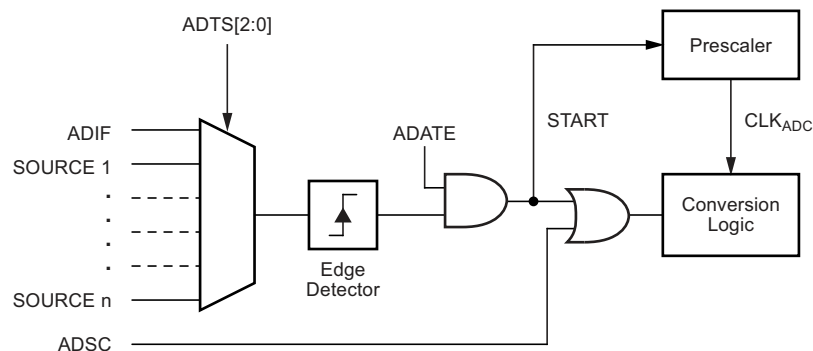 ADTS[2:0]
Prescaler
ADIF
ADATE
START
CLKADC
SOURCE 1
Conversion
Logic
Edge
Detector
SOURCE n
ADSC